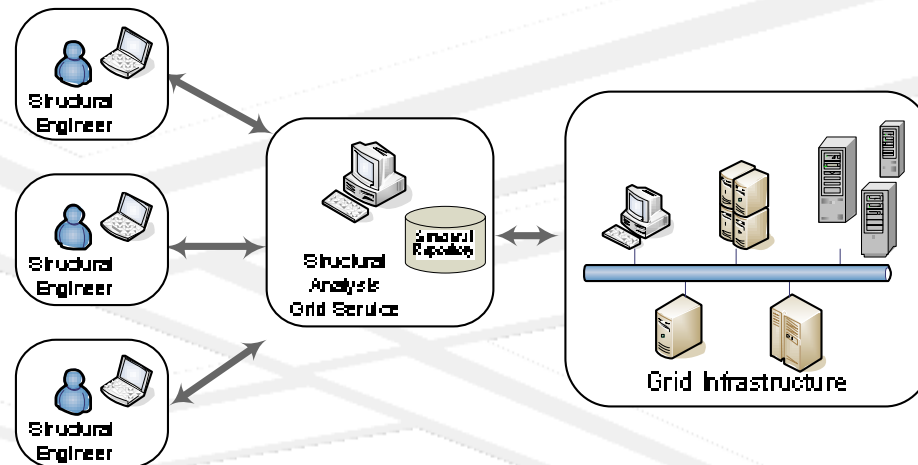 Structural
Engineer
Structural
Engineer
Structural
Engineer
Structural
Analysis
Grid Service
Structural
Repository
Grid Infrastructure